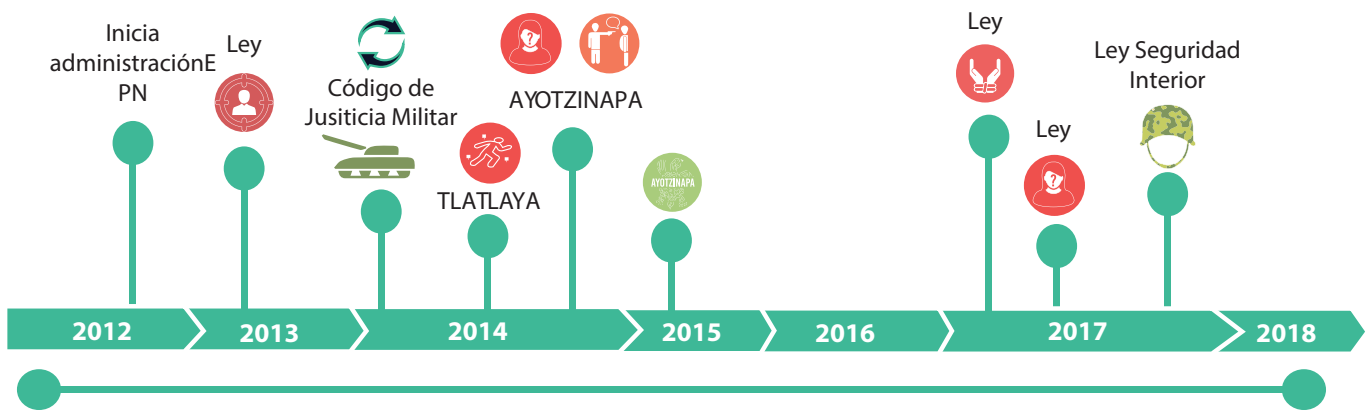 Inicia
administraciónE
PN
Ley
Código de
Jusiticia Militar
TLATLAYA
AYOTZINAPA
AYOTZINAPA
Ley
Ley
Ley Seguridad
Interior
2012
2013
2014
2015
2016
2017
2018